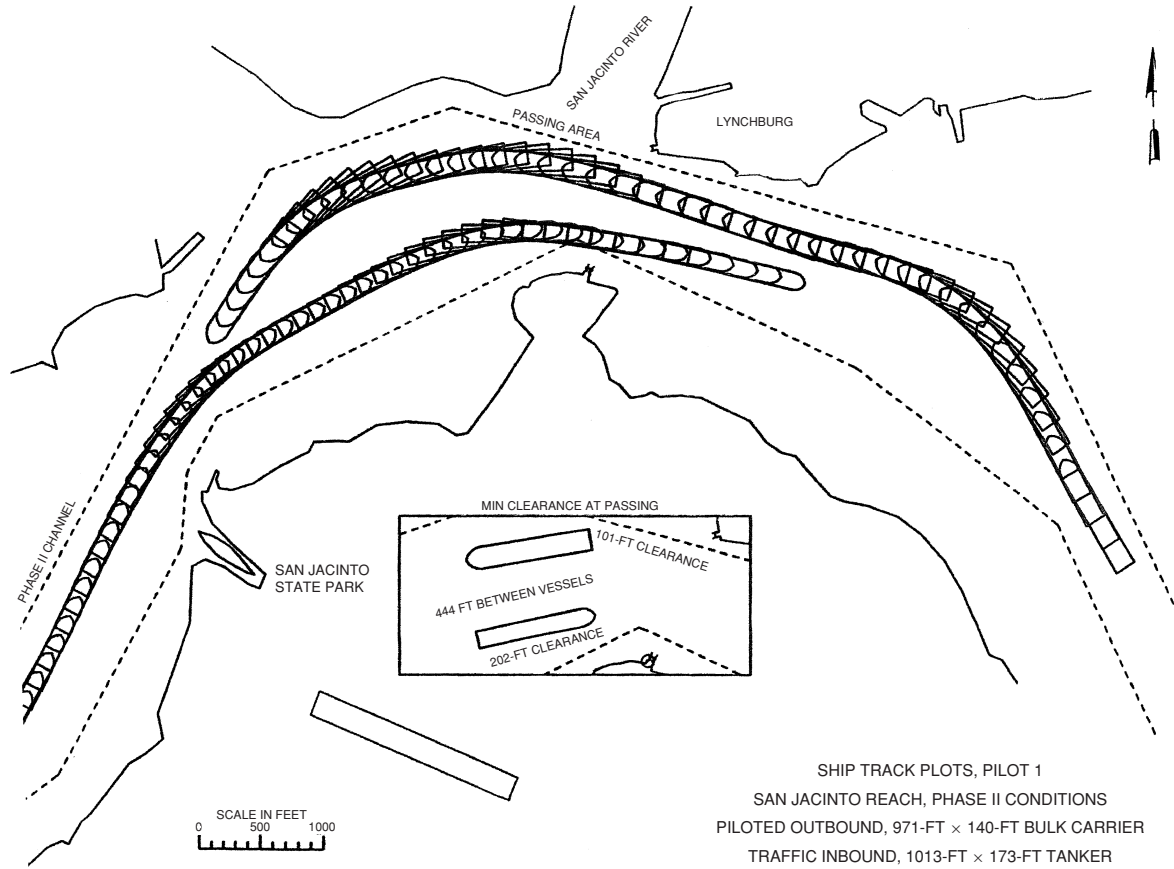 SAN JACINTO RIVER
PASSING AREA
LYNCHBURG
PHASE II CHANNEL
SAN JACINTO
STATE PARK
MIN CLEARANCE AT PASSING
101-FT CLEARANCE
444 FT BETWEEN VESSELS
202-FT CLEARANCE
SCALE IN FEET
0 500 1000
SHIP TRACK PLOTS, PILOT 1
SAN JACINTO REACH, PHASE II CONDITIONS
PILOTED OUTBOUND, 971-FT × 140-FT BULK CARRIER
TRAFFIC INBOUND, 1013-FT × 173-FT TANKER